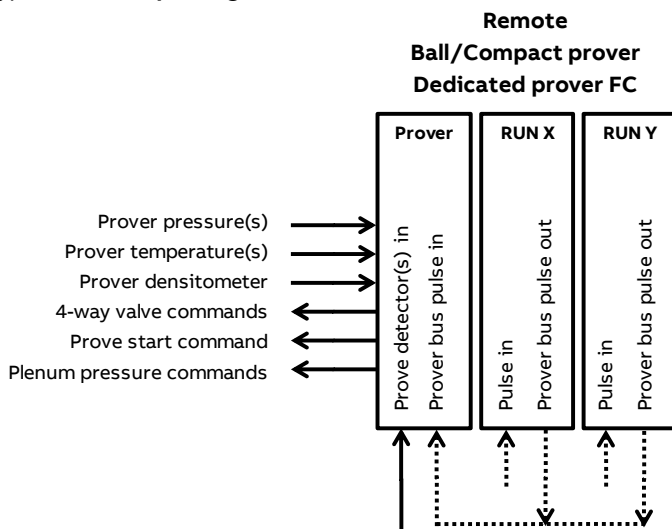 Remote
Ball/Compact prover
Dedicated prover FC
Prover
RUN X
RUN Y
Prover pressure(s)
Prover temperature(s)
Prover densitometer
4-way valve commands
Prove start command
Plenum pressure commands
Prove detector(s) in
Prover bus pulse in
Pulse in
Prover bus pulse out
Pulse in
Prover bus pulse out